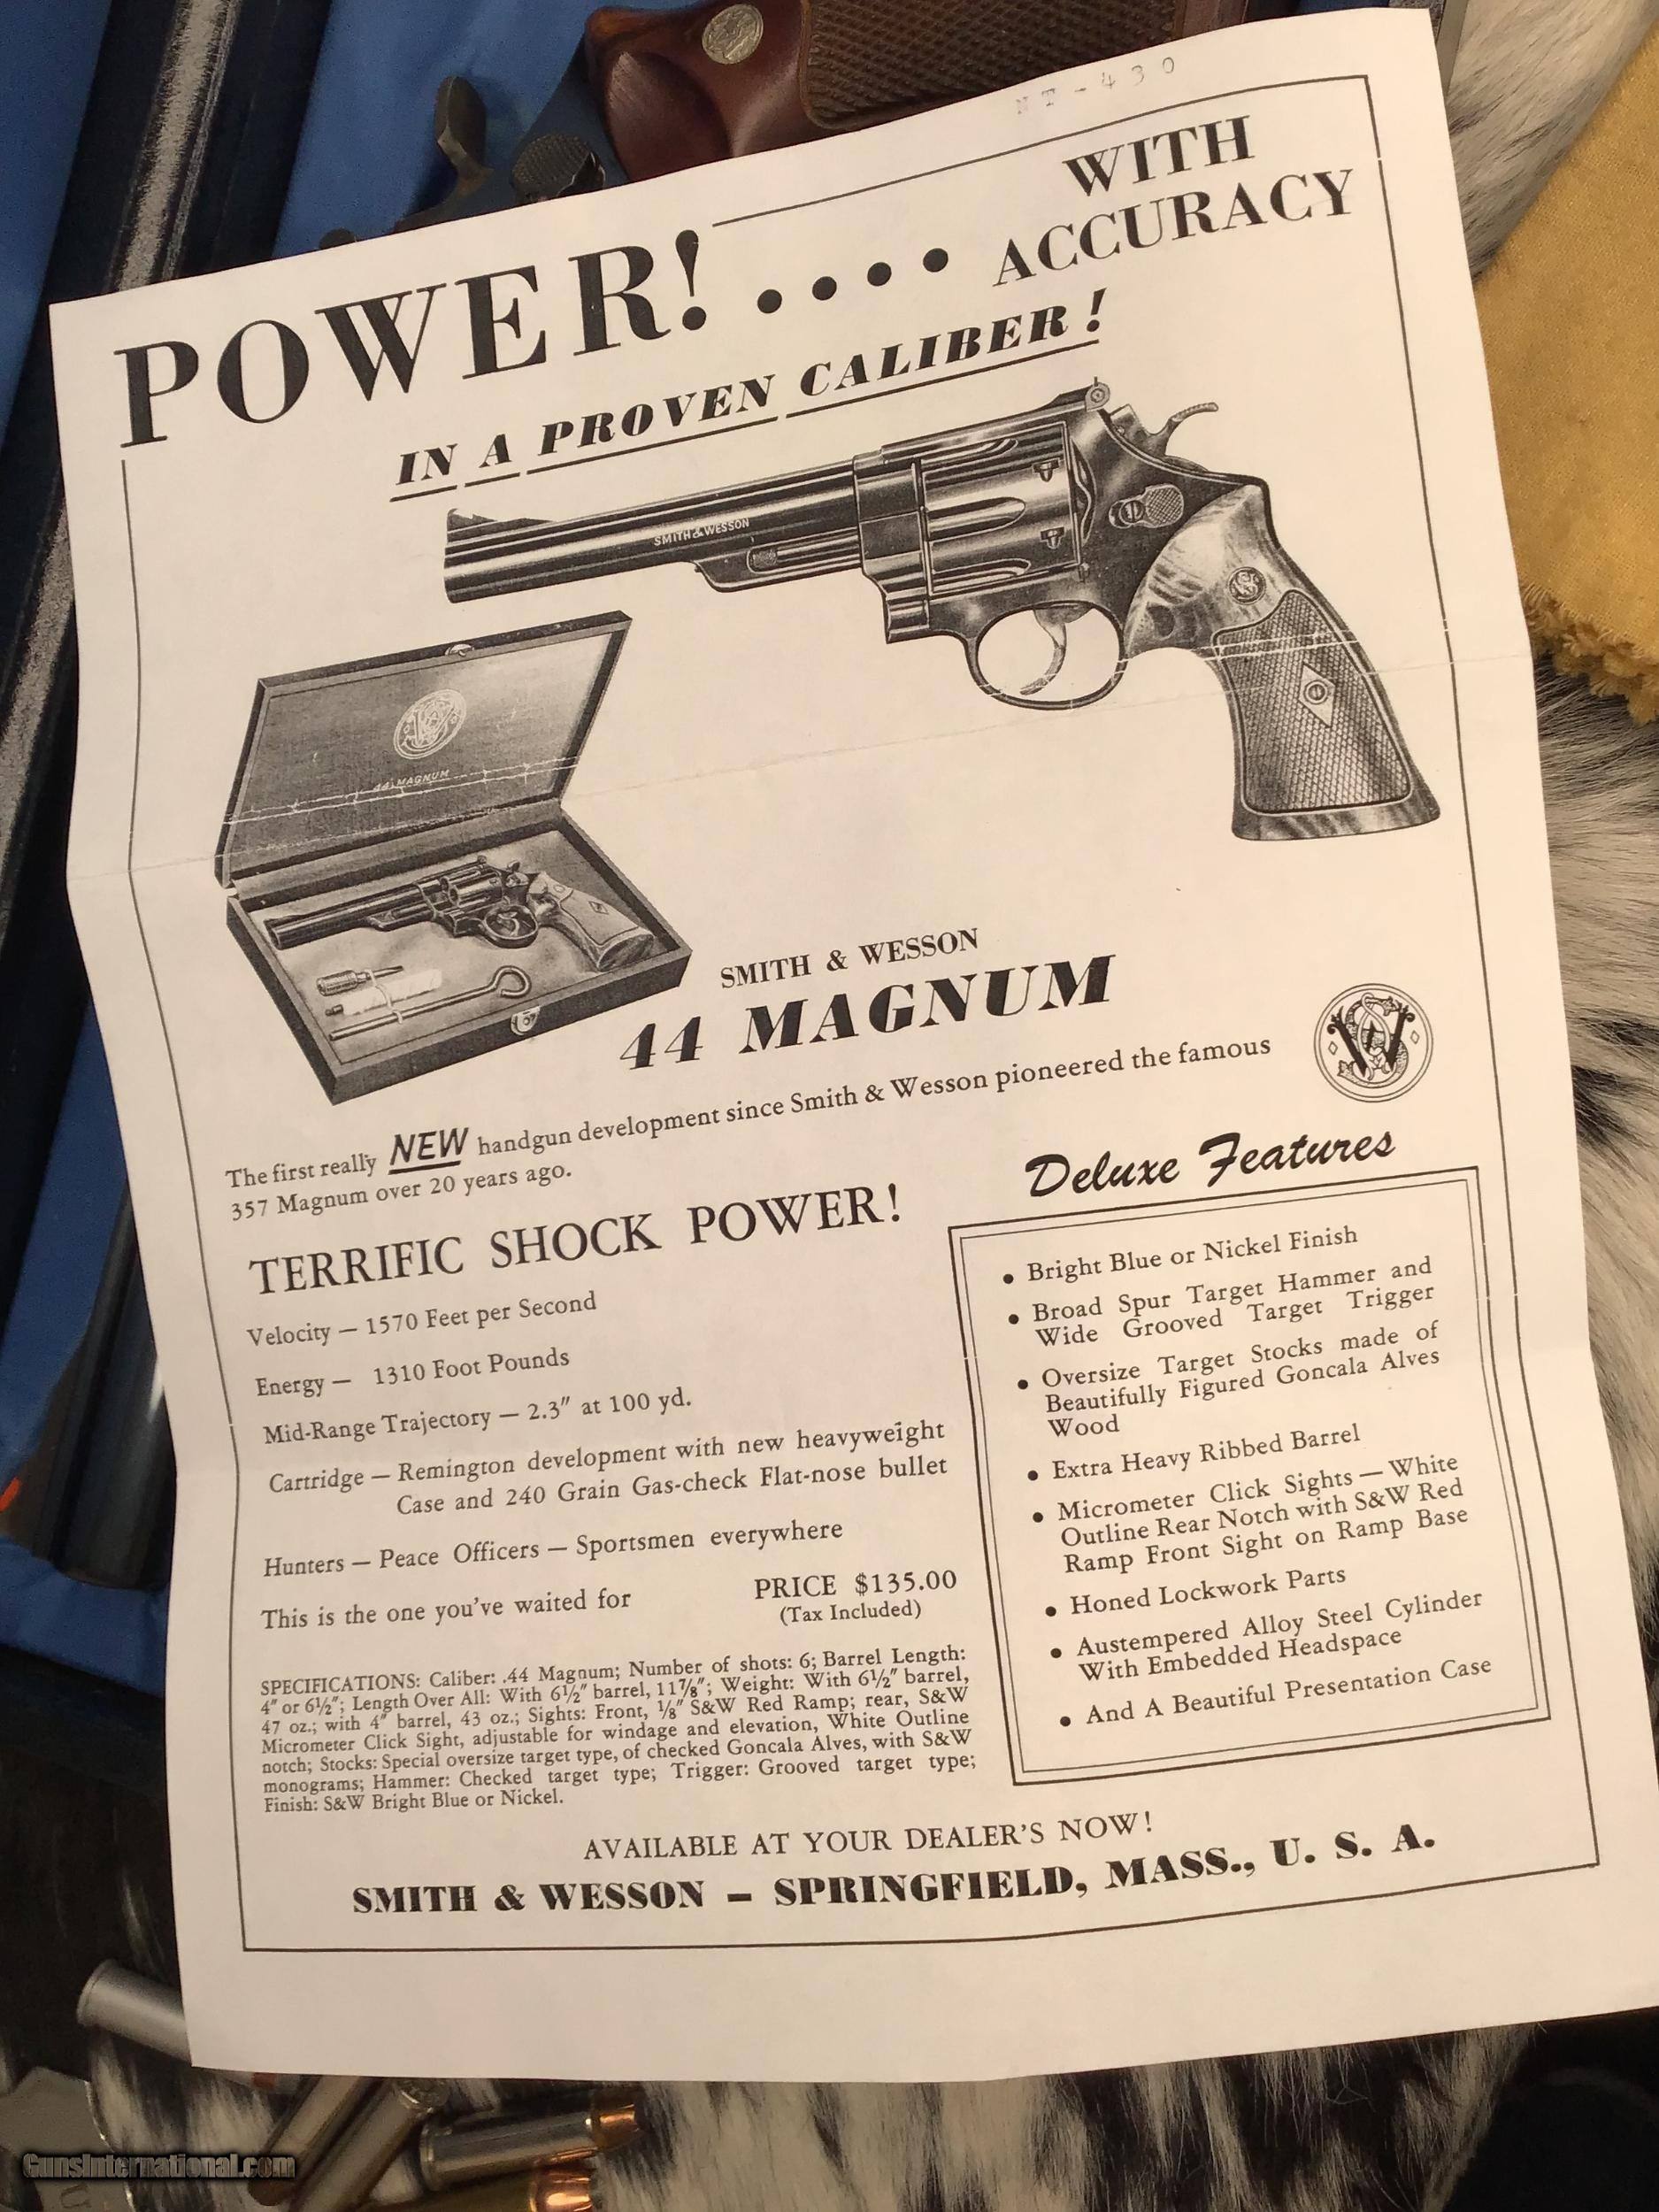 NT-430
POWER! .... WITH
ACCURACY
IN A PROVEN CALIBER!
SMITH & WESSON
44 MAGNUM
SMITH & WESSON
44 MAGNUM
The first really NEW handgun development since Smith & Wesson pioneered the famous
357 Magnum over 20 years ago.
TERRIFIC SHOCK POWER!
Velocity — 1570 Feet per Second
Energy — 1310 Foot Pounds
Mid-Range Trajectory — 2.3" at 100 yd.
Cartridge — Remington development with new heavyweight
Case and 240 Grain Gas-check Flat-nose bullet
Hunters — Peace Officers — Sportsmen everywhere
This is the one you've waited for
PRICE $135.00
(Tax Included)
SPECIFICATIONS: Caliber: .44 Magnum; Number of shots: 6; Barrel Length:
4" or 6½"; Length Over All: With 6½" barrel, 11⅞"; Weight: With 6½" barrel,
47 oz.; with 4" barrel, 43 oz.; Sights: Front, ⅛" S&W Red Ramp; rear, S&W
Micrometer Click Sight, adjustable for windage and elevation, White Outline
notch; Stocks: Special oversize target type, of checked Goncala Alves, with S&W
monograms; Hammer: Checked target type; Trigger: Grooved target type;
Finish: S&W Bright Blue or Nickel.
Deluxe Features
• Bright Blue or Nickel Finish
• Broad Spur Target Hammer and
Wide Grooved Target Trigger
• Oversize Target Stocks made of
Beautifully Figured Goncala Alves
Wood
• Extra Heavy Ribbed Barrel
• Micrometer Click Sights — White
Outline Rear Notch with S&W Red
Ramp Front Sight on Ramp Base
• Honed Lockwork Parts
• Austempered Alloy Steel Cylinder
With Embedded Headspace
• And A Beautiful Presentation Case
AVAILABLE AT YOUR DEALER'S NOW!
SMITH & WESSON — SPRINGFIELD, MASS., U. S. A.
GunsInternational.com